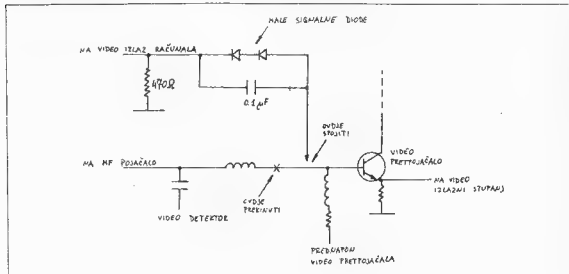 MALE SIGNALNE DIODE
NA VIDEO IZLAZ RAČUNALA
470Ω
0.1µF
OVDJE
SPOJITI
VIDEO
PRETPOJAČALO
NA MF POJAČALO
NA VIDEO
IZLAZNI STUPANJ
OVDJE
PREKINUTI
VIDEO DETEKTOR
PREDNAPON
VIDEO PRETPOJAČALA